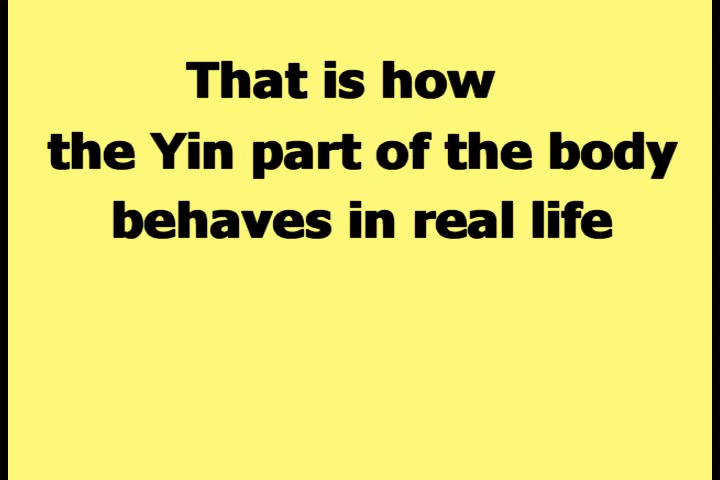 That is how
the Yin part of the body
behaves in real life